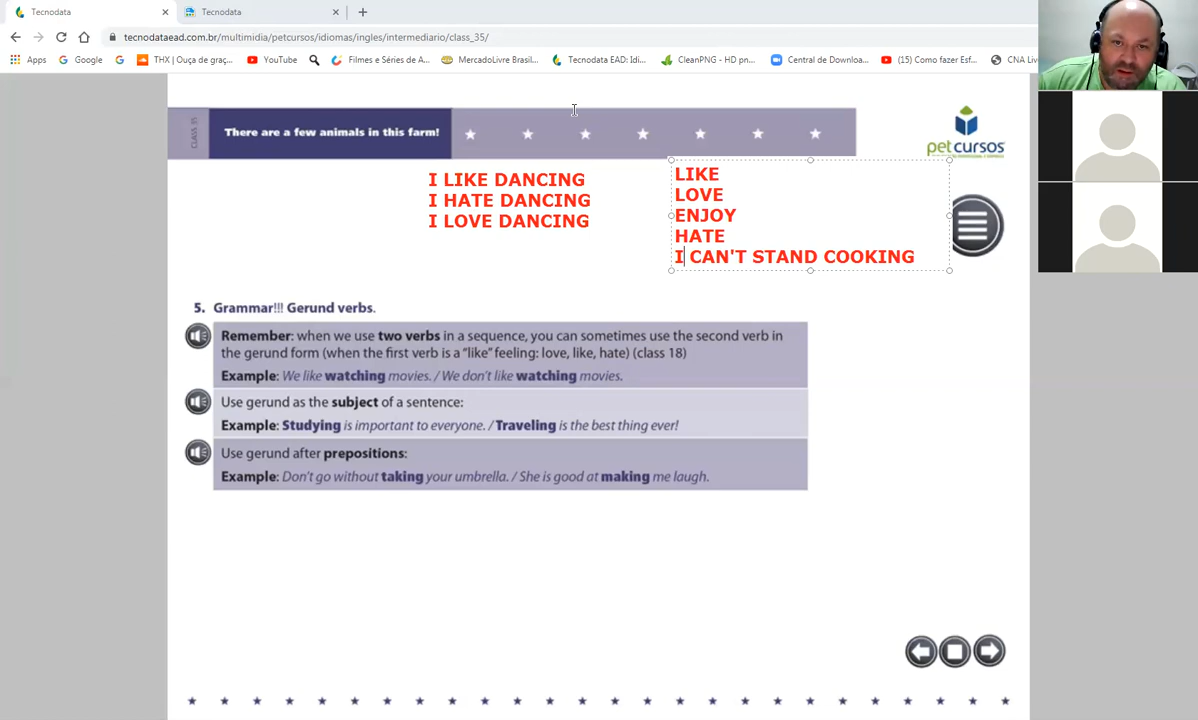 Tecnodata
Tecnodata
tecnodataead.com.br/multimidia/petcursos/idiomas/ingles/intermediario/class_35/
Apps
Google
THX | Ouça de graç...
YouTube
Filmes e Séries de A...
MercadoLivre Brasil...
Tecnodata EAD: Idi...
CleanPNG - HD pn...
Central de Downloa...
(15) Como fazer Esf...
CNA Liv
CLASS 35
There are a few animals in this farm!
petcursos
I LIKE DANCING
I HATE DANCING
I LOVE DANCING
LIKE
LOVE
ENJOY
HATE
I CAN'T STAND COOKING
5. Grammar!!! Gerund verbs.
Remember: when we use two verbs in a sequence, you can sometimes use the second verb in
the gerund form (when the first verb is a "like" feeling: love, like, hate) (class 18)
Example: We like watching movies. / We don't like watching movies.
Use gerund as the subject of a sentence:
Example: Studying is important to everyone. / Traveling is the best thing ever!
Use gerund after prepositions:
Example: Don't go without taking your umbrella. / She is good at making me laugh.